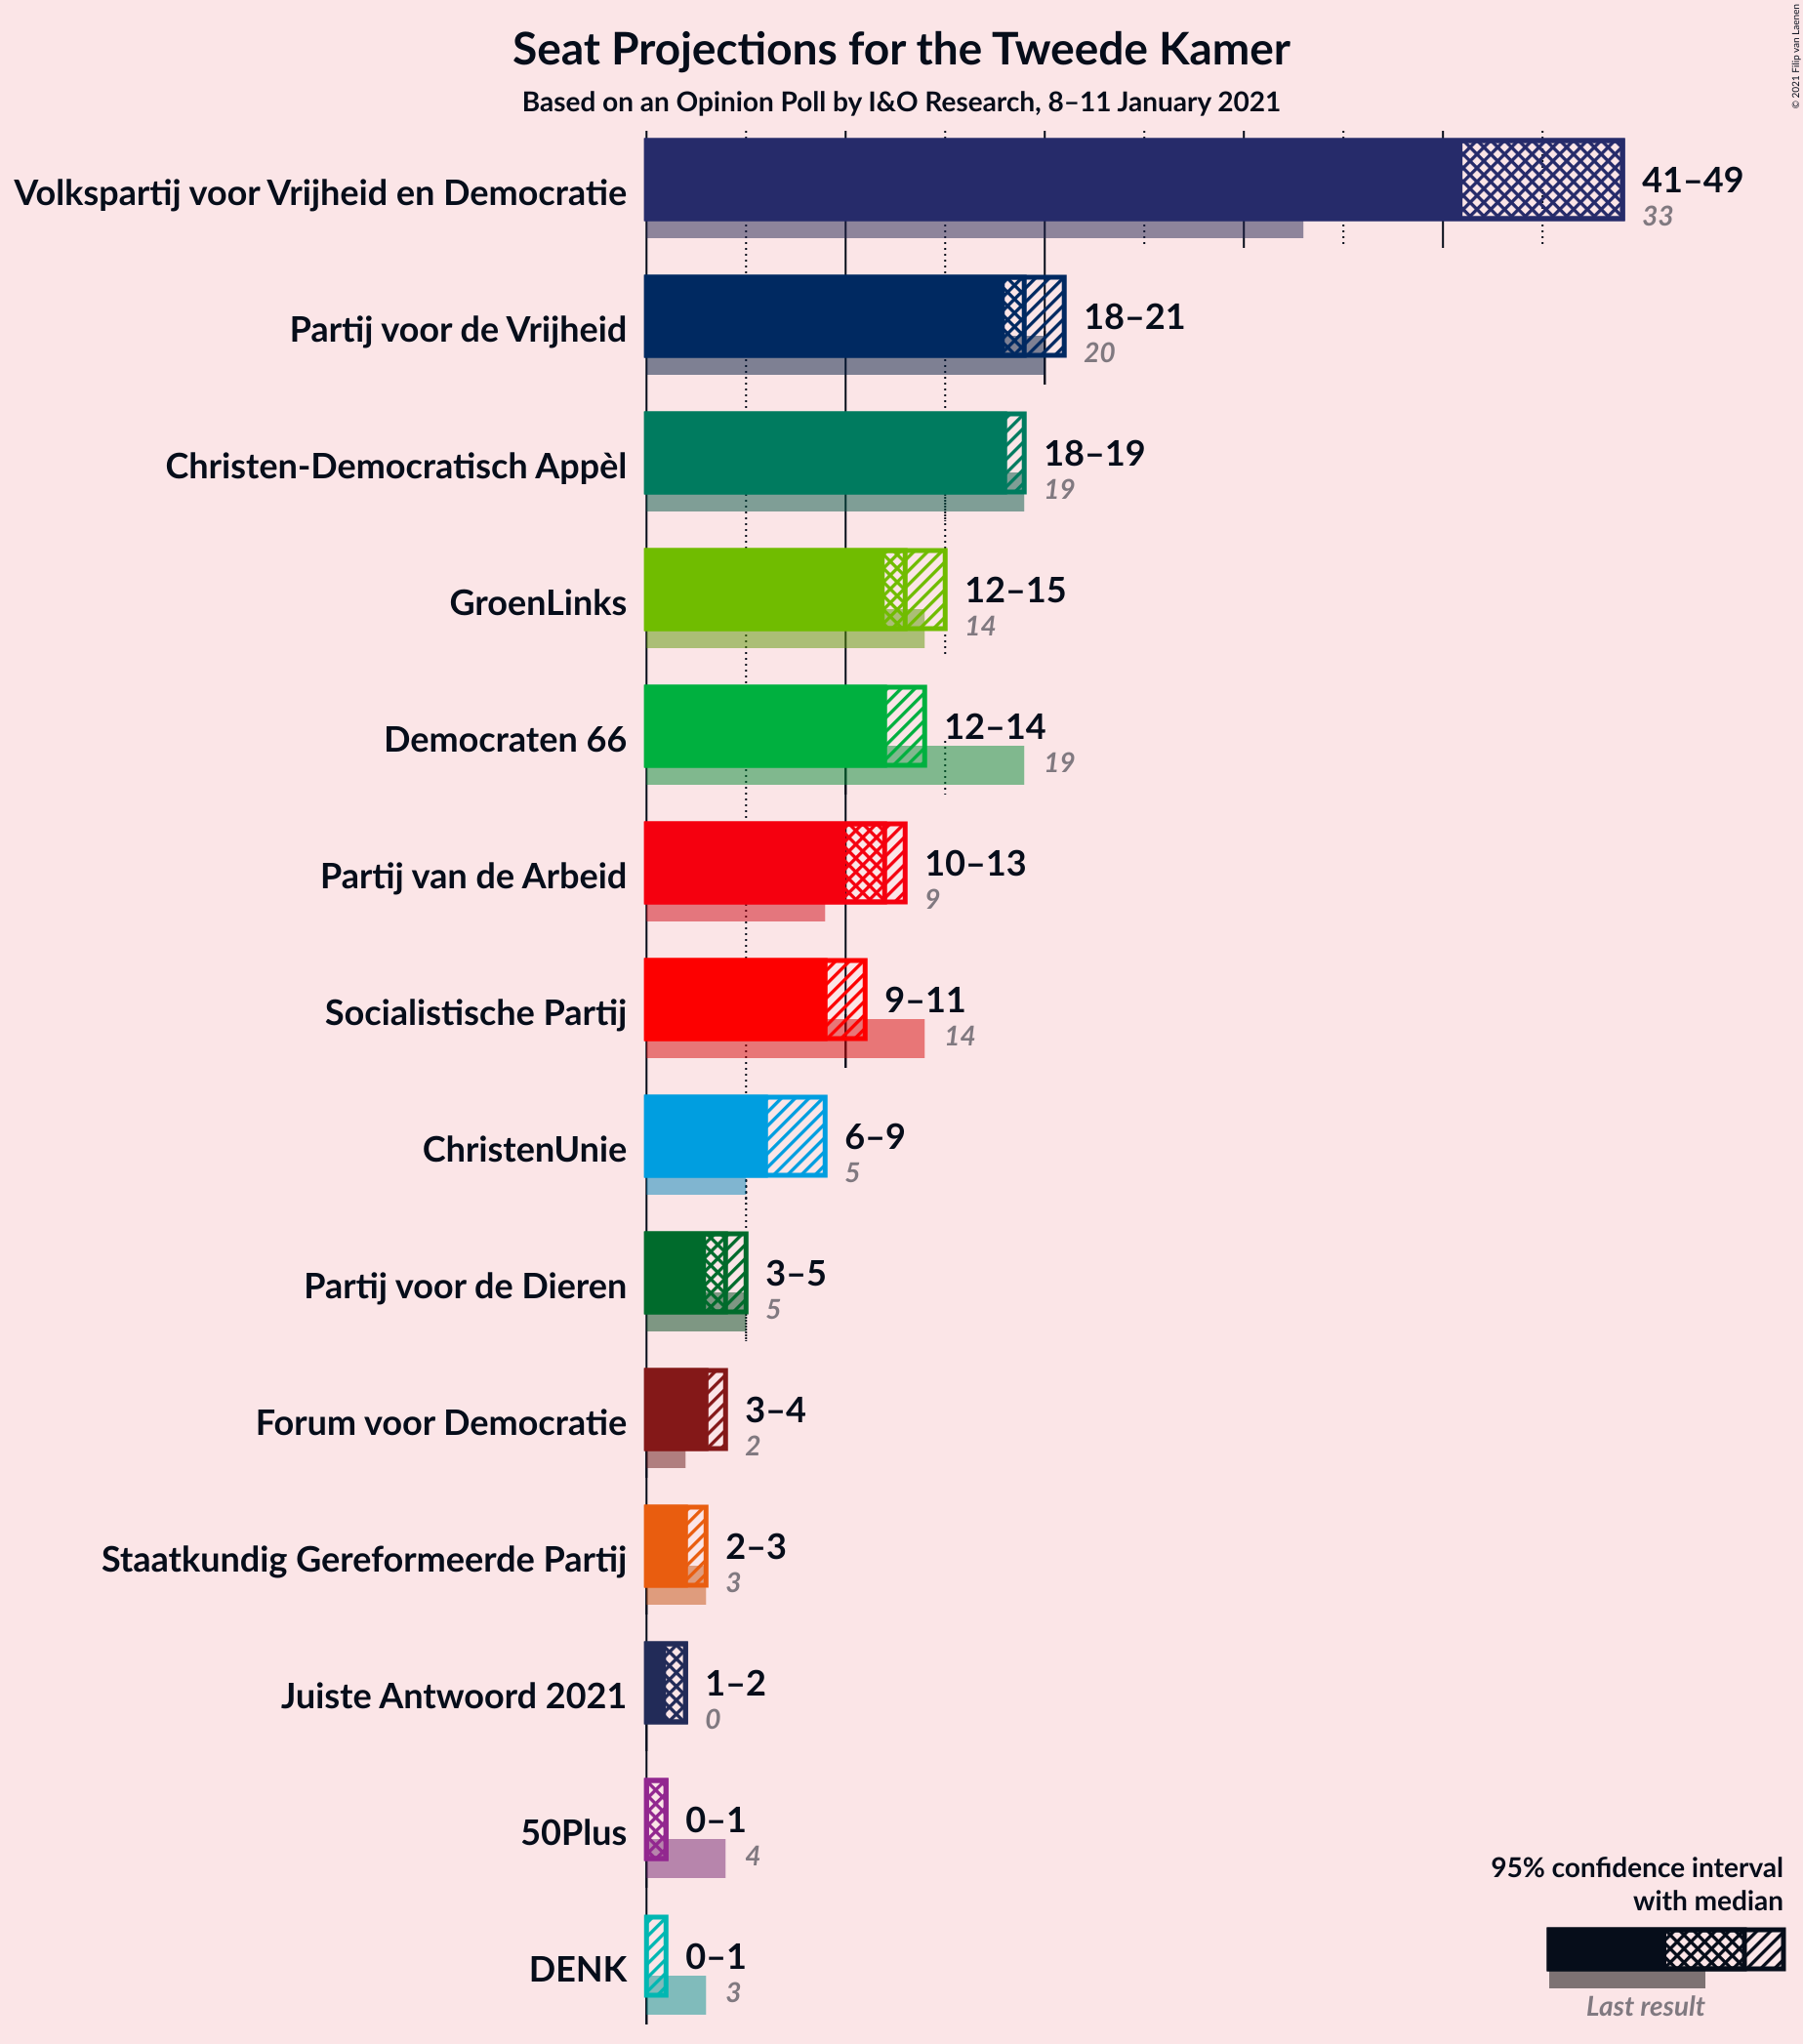 Seat Projections for the Tweede Kamer
Based on an Opinion Poll by I&O Research, 8–11 January 2021
© 2021 Filip van Laenen
Volkspartij voor Vrijheid en Democratie
41–49
33
Partij voor de Vrijheid
18–21
20
Christen-Democratisch Appèl
18–19
19
GroenLinks
12–15
14
Democraten 66
12–14
19
Partij van de Arbeid
10–13
9
Socialistische Partij
9–11
14
ChristenUnie
6–9
5
Partij voor de Dieren
3–5
5
Forum voor Democratie
3–4
2
Staatkundig Gereformeerde Partij
2–3
3
Juiste Antwoord 2021
1–2
0
50Plus
0–1
4
DENK
0–1
3
95% confidence interval
with median
Last result